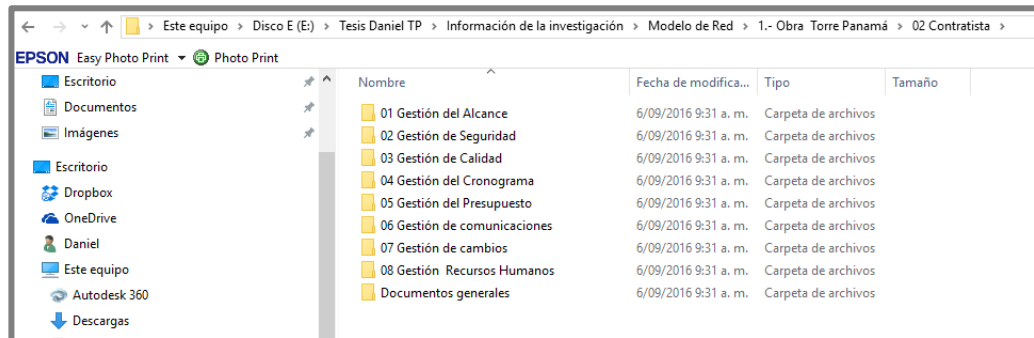 Este equipo > Disco E (E:) > Tesis Daniel TP > Información de la investigación > Modelo de Red > 1.- Obra Torre Panamá > 02 Contratista >
EPSON Easy Photo Print Photo Print
Escritorio
Documentos
Imágenes
Escritorio
Dropbox
OneDrive
Daniel
Este equipo
Autodesk 360
Descargas
Nombre Fecha de modifica... Tipo Tamaño
01 Gestión del Alcance 6/09/2016 9:31 a. m. Carpeta de archivos
02 Gestión de Seguridad 6/09/2016 9:31 a. m. Carpeta de archivos
03 Gestión de Calidad 6/09/2016 9:31 a. m. Carpeta de archivos
04 Gestión del Cronograma 6/09/2016 9:31 a. m. Carpeta de archivos
05 Gestión del Presupuesto 6/09/2016 9:31 a. m. Carpeta de archivos
06 Gestión de comunicaciones 6/09/2016 9:31 a. m. Carpeta de archivos
07 Gestión de cambios 6/09/2016 9:31 a. m. Carpeta de archivos
08 Gestión  Recursos Humanos 6/09/2016 9:31 a. m. Carpeta de archivos
Documentos generales 6/09/2016 9:31 a. m. Carpeta de archivos